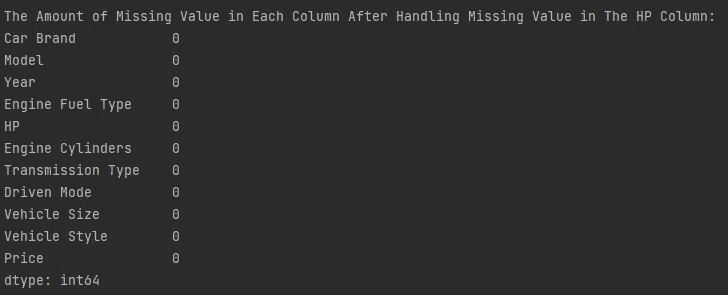 The Amount of Missing Value in Each Column After Handling Missing Value in The HP Column:
Car Brand 0
Model 0
Year 0
Engine Fuel Type 0
HP 0
Engine Cylinders 0
Transmission Type 0
Driven Mode 0
Vehicle Size 0
Vehicle Style 0
Price 0
dtype: int64